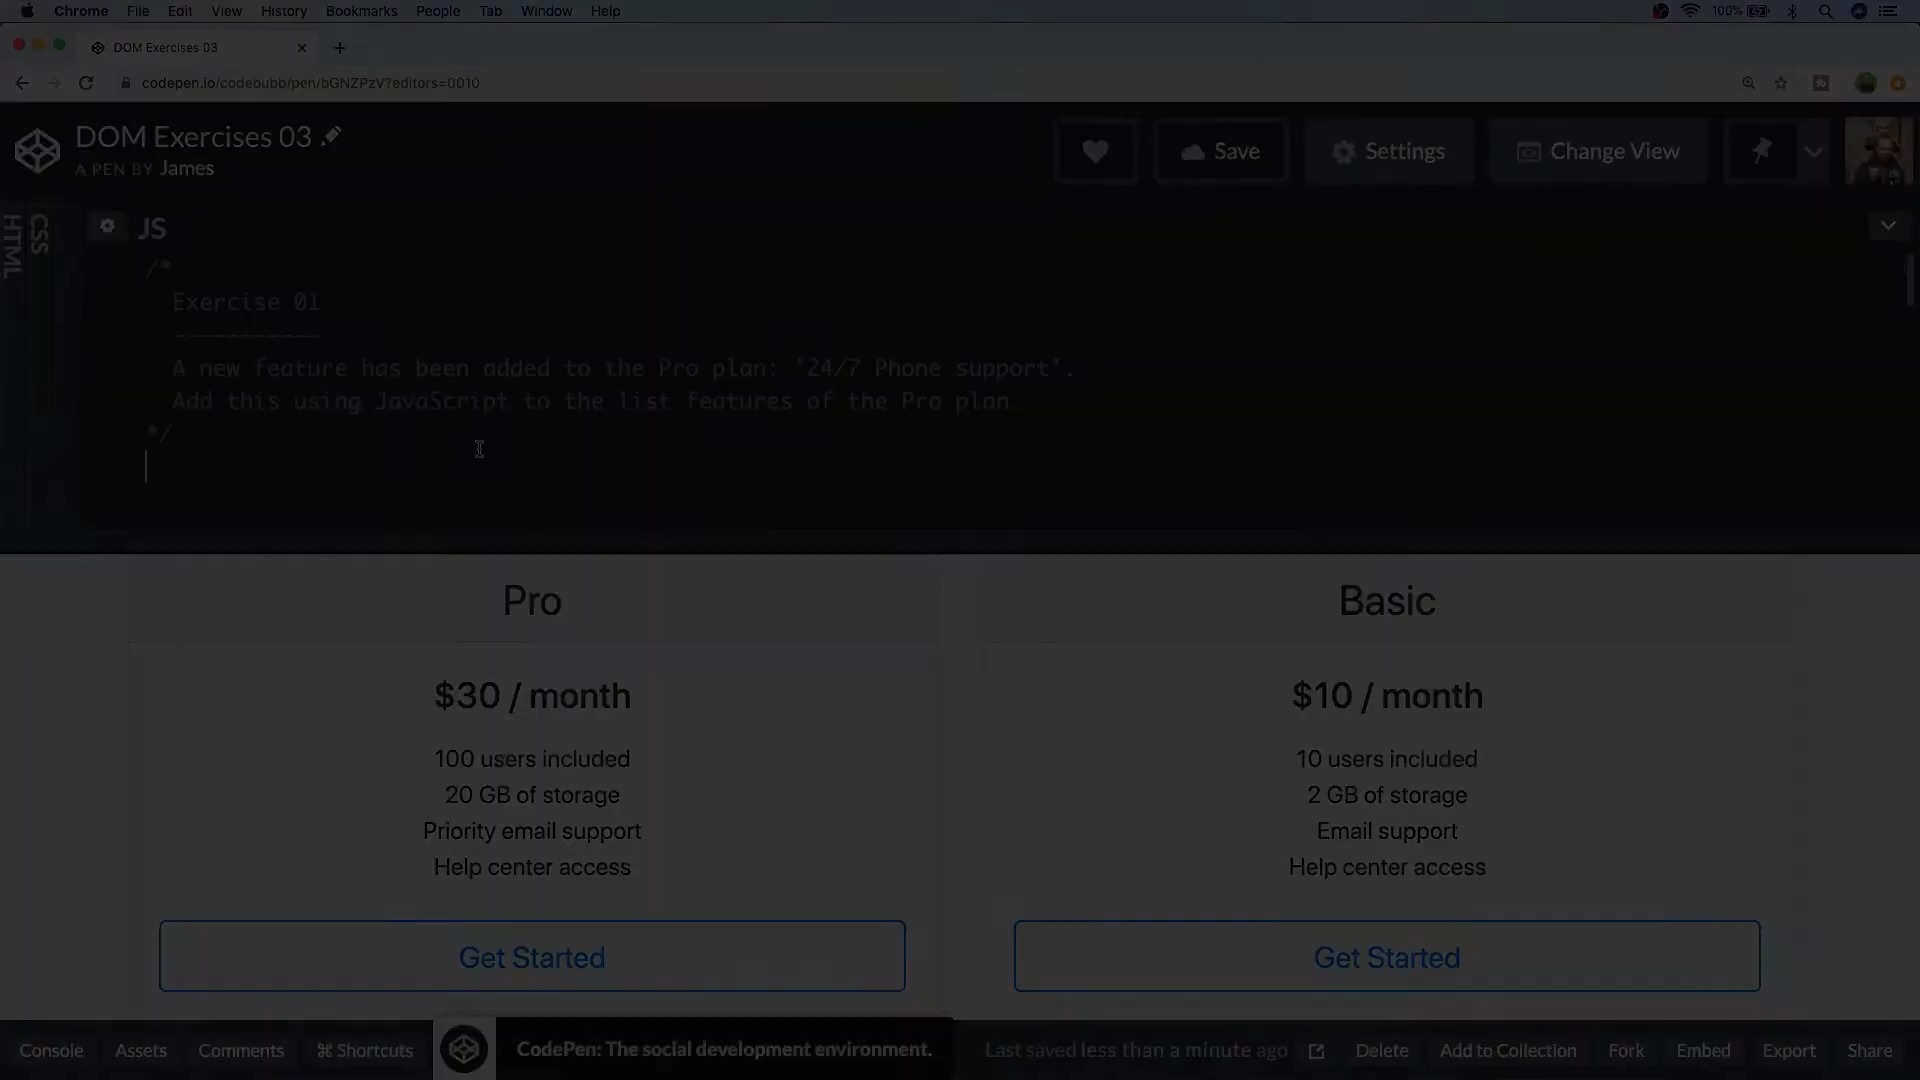 Chrome File Edit View History Bookmarks People Tab Window Help 100%
DOM Exercises 03
codepen.io/codebubb/pen/bGNZPzV?editors=0010
DOM Exercises 03
A PEN BY James
Save Settings Change View
HTML
CSS
JS
/*
Exercise 01
-----------
A new feature has been added to the Pro plan: '24/7 Phone support'.
Add this using JavaScript to the list features of the Pro plan
*/
Pro
$30 / month
100 users included
20 GB of storage
Priority email support
Help center access
Get Started
Basic
$10 / month
10 users included
2 GB of storage
Email support
Help center access
Get Started
Console Assets Comments ⌘ Shortcuts CodePen: The social development environment. Last saved less than a minute ago Delete Add to Collection Fork Embed Export Share